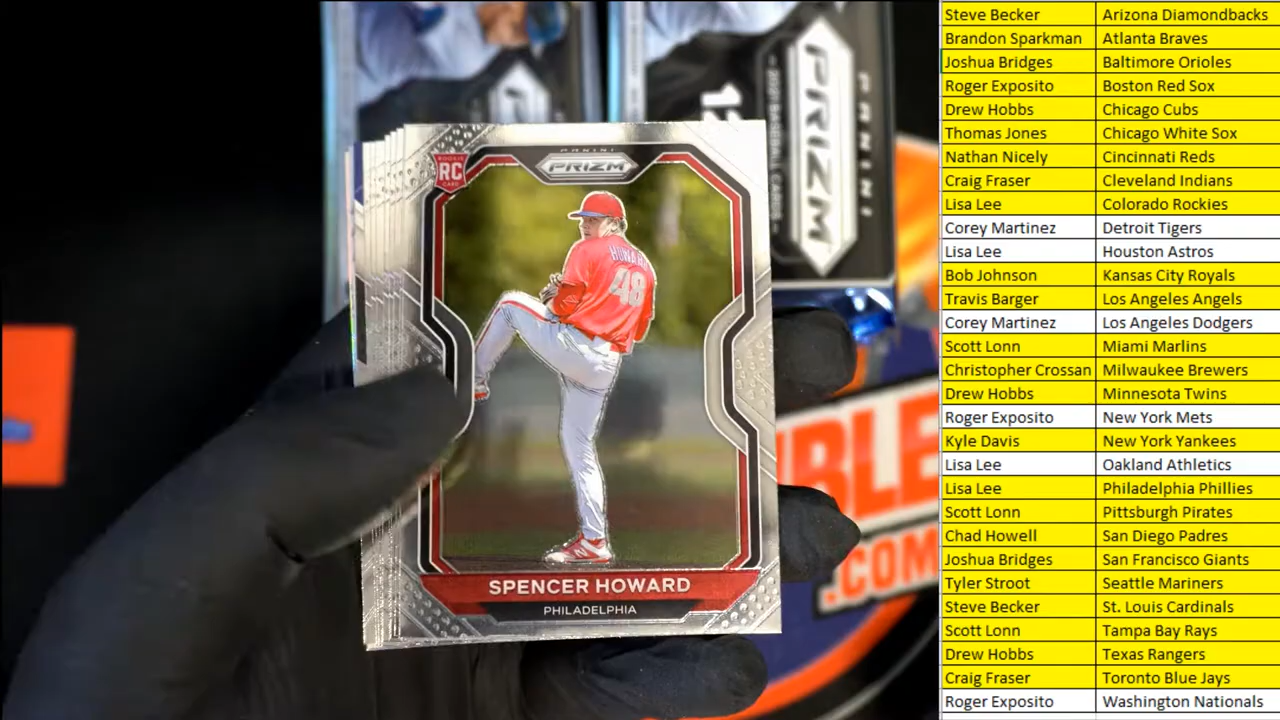 PRIZM
PANINI
2021 BASEBALL CARDS
12
ROOKIE
RC
CARD
PANINI
PRIZM
HOWARD
48
N
SPENCER HOWARD
PHILADELPHIA
BLE
.COM
Steve Becker Arizona Diamondbacks
Brandon Sparkman Atlanta Braves
Joshua Bridges Baltimore Orioles
Roger Exposito Boston Red Sox
Drew Hobbs Chicago Cubs
Thomas Jones Chicago White Sox
Nathan Nicely Cincinnati Reds
Craig Fraser Cleveland Indians
Lisa Lee Colorado Rockies
Corey Martinez Detroit Tigers
Lisa Lee Houston Astros
Bob Johnson Kansas City Royals
Travis Barger Los Angeles Angels
Corey Martinez Los Angeles Dodgers
Scott Lonn Miami Marlins
Christopher Crossan Milwaukee Brewers
Drew Hobbs Minnesota Twins
Roger Exposito New York Mets
Kyle Davis New York Yankees
Lisa Lee Oakland Athletics
Lisa Lee Philadelphia Phillies
Scott Lonn Pittsburgh Pirates
Chad Howell San Diego Padres
Joshua Bridges San Francisco Giants
Tyler Stroot Seattle Mariners
Steve Becker St. Louis Cardinals
Scott Lonn Tampa Bay Rays
Drew Hobbs Texas Rangers
Craig Fraser Toronto Blue Jays
Roger Exposito Washington Nationals